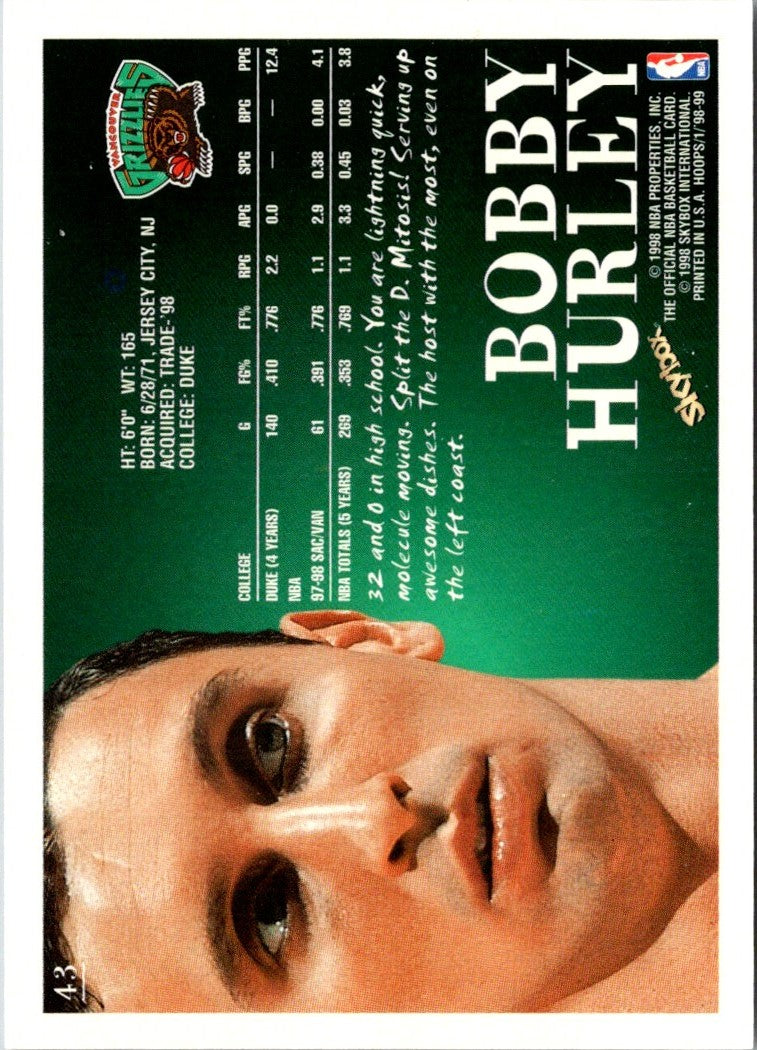 43
HT: 6'0" WT: 165
BORN: 6/28/71, JERSEY CITY, NJ
ACQUIRED: TRADE-'98
COLLEGE: DUKE
VANCOUVER
GRIZZLIES
COLLEGE G FG% FT% RPG APG SPG BPG PPG
DUKE (4 YEARS) 140 .410 .776 2.2 0.0 — — 12.4
NBA
97-98 SAC/VAN 61 .391 .776 1.1 2.9 0.38 0.00 4.1
NBA TOTALS (5 YEARS) 269 .353 .769 1.1 3.3 0.45 0.03 3.8
32 and 0 in high school. You are lightning quick,
molecule moving. Split the D. Mitosis! Serving up
awesome dishes. The host with the most, even on
the left coast.
BOBBY
HURLEY
Skybox
NBA
© 1998 NBA PROPERTIES, INC.
THE OFFICIAL NBA BASKETBALL CARD.
© 1998 SKYBOX INTERNATIONAL.
PRINTED IN U.S.A. HOOPS/1/'98-99